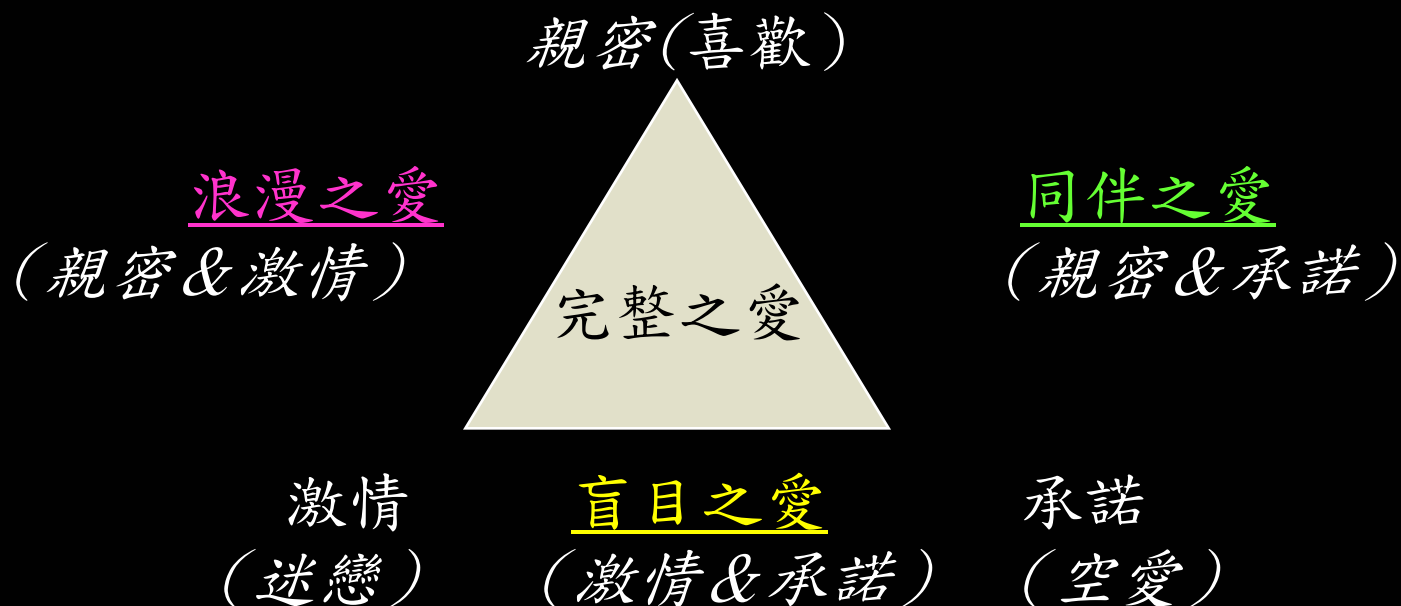 親密(喜歡)
浪漫之愛
(親密&激情)
同伴之愛
(親密&承諾)
完整之愛
激情
(迷戀)
盲目之愛
(激情&承諾)
承諾
(空愛)